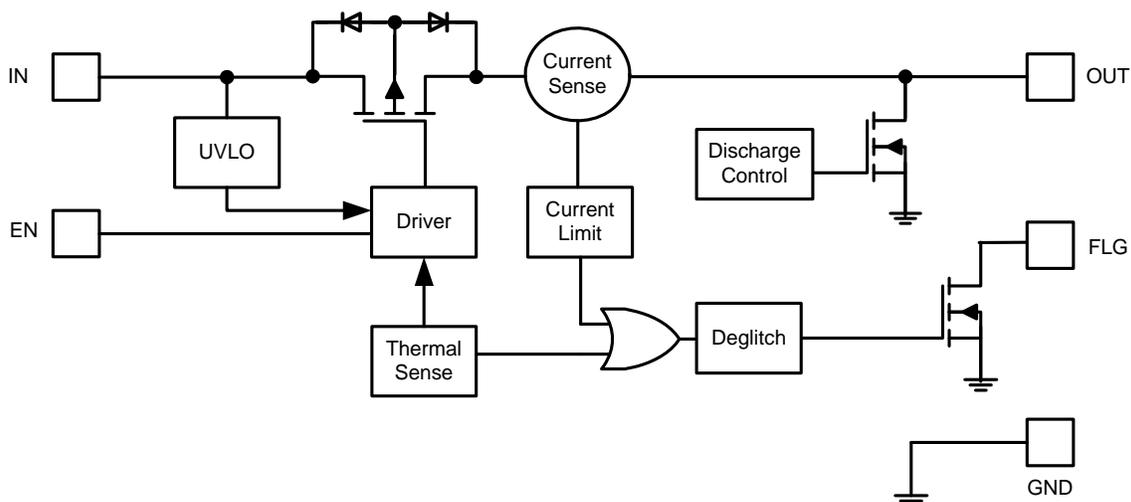 IN
Current
Sense
OUT
UVLO
Discharge
Control
EN
Driver
Current
Limit
FLG
Thermal
Sense
Deglitch
GND